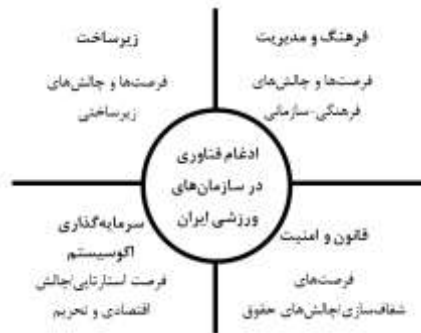 فرهنگ و مدیریت
فرصت‌ها و چالش‌های
فرهنگی-سازمانی
زیرساخت
فرصت‌ها و چالش‌های
زیرساختی
ادغام فناوری
در سازمان‌های
ورزشی ایران
قانون و امنیت
فرصت‌های
شفاف‌سازی/چالش‌های حقوق
سرمایه‌گذاری
اکوسیستم
فرصت استارتاپی/چالش
اقتصادی و تحریم